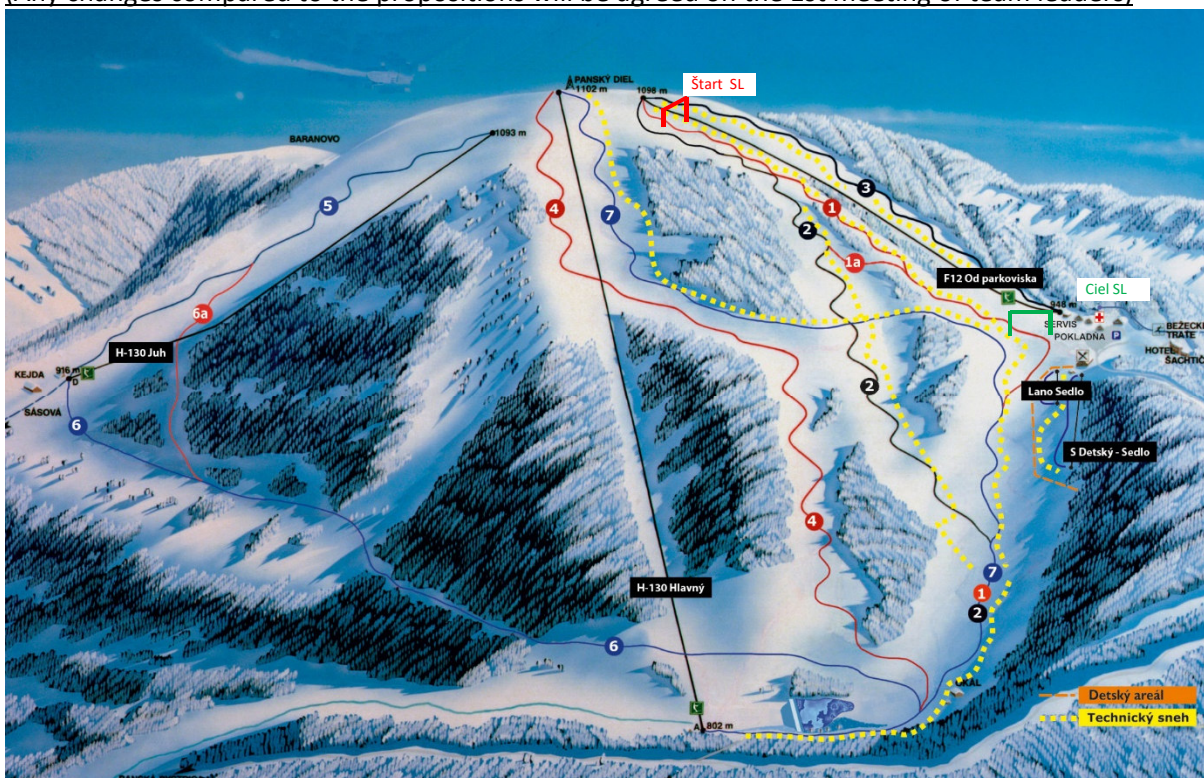 (Any changes compared to the propositions will be agreed on the 1st meeting of team leaders)
PANSKÝ DIEL
1102 m
1098 m
Štart SL
BARANOVO
1093 m
3
5
4
7
1
2
1a
F12 Od parkoviska
948 m
Ciel SL
6a
SERVIS
POKLADŇA
P
BEŽECKÉ
TRATE
HOTEL
ŠACHTIČ
H-130 Juh
KEJDA
916 m
D
SÁSOVÁ
2
Lano Sedlo
6
S Detský - Sedlo
4
7
H-130 Hlavný
1
2
6
Detský areál
Technický sneh
A
802 m